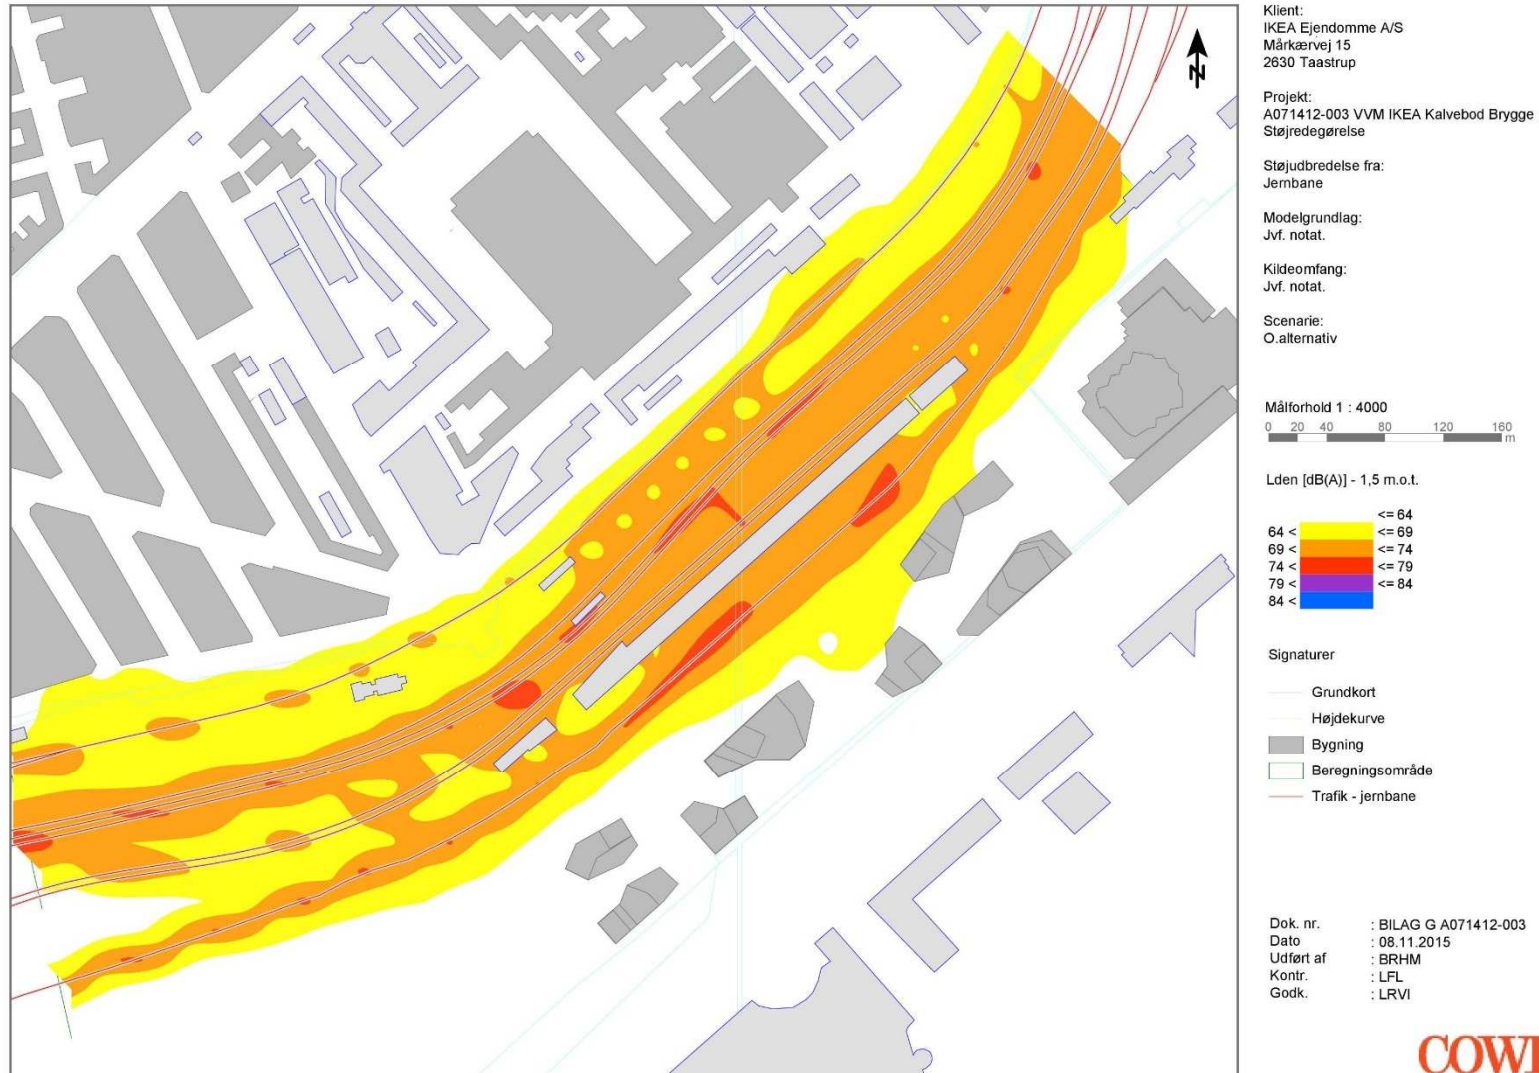 N
Klient:
IKEA Ejendomme A/S
Mårkærvej 15
2630 Taastrup
Projekt:
A071412-003 VVM IKEA Kalvebod Brygge
Støjredegørelse
Støjudbredelse fra:
Jernbane
Modelgrundlag:
Jvf. notat.
Kildeomfang:
Jvf. notat.
Scenarie:
O.alternativ
Målforhold 1 : 4000
0 20 40 80 120 160
m
Lden [dB(A)] - 1,5 m.o.t.
<= 64
64 < <= 69
69 < <= 74
74 < <= 79
79 < <= 84
84 <
Signaturer
Grundkort
Højdekurve
Bygning
Beregningsområde
Trafik - jernbane
Dok. nr. : BILAG G A071412-003
Dato : 08.11.2015
Udført af : BRHM
Kontr. : LFL
Godk. : LRVI
COWI